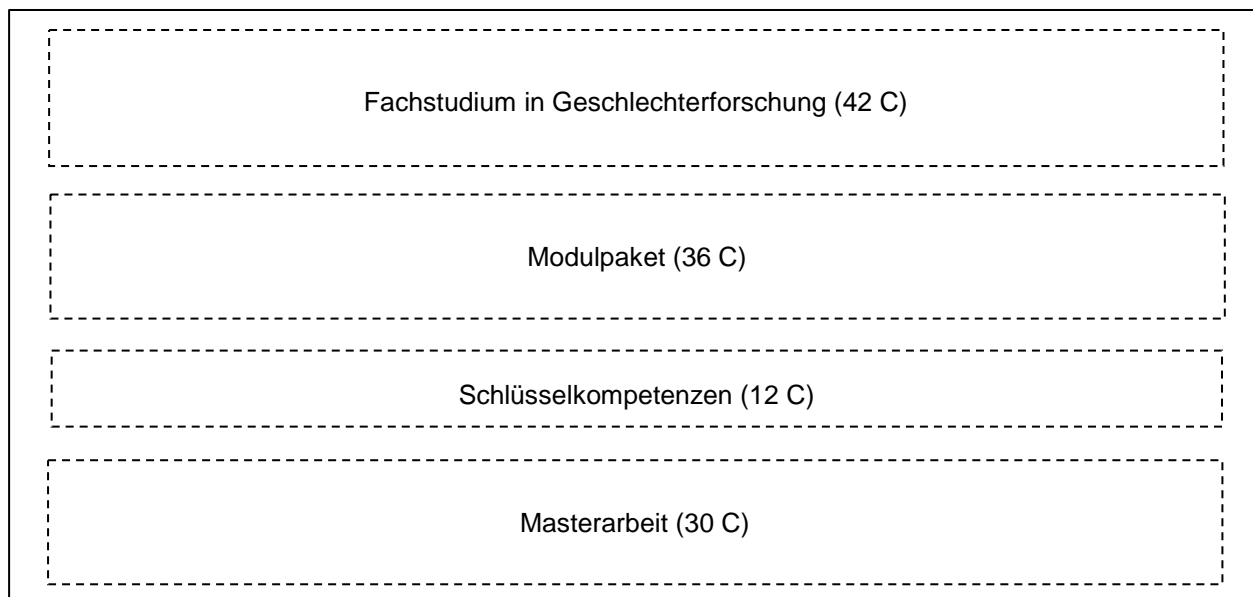 Fachstudium in Geschlechterforschung (42 C)
Modulpaket (36 C)
Schlüsselkompetenzen (12 C)
Masterarbeit (30 C)